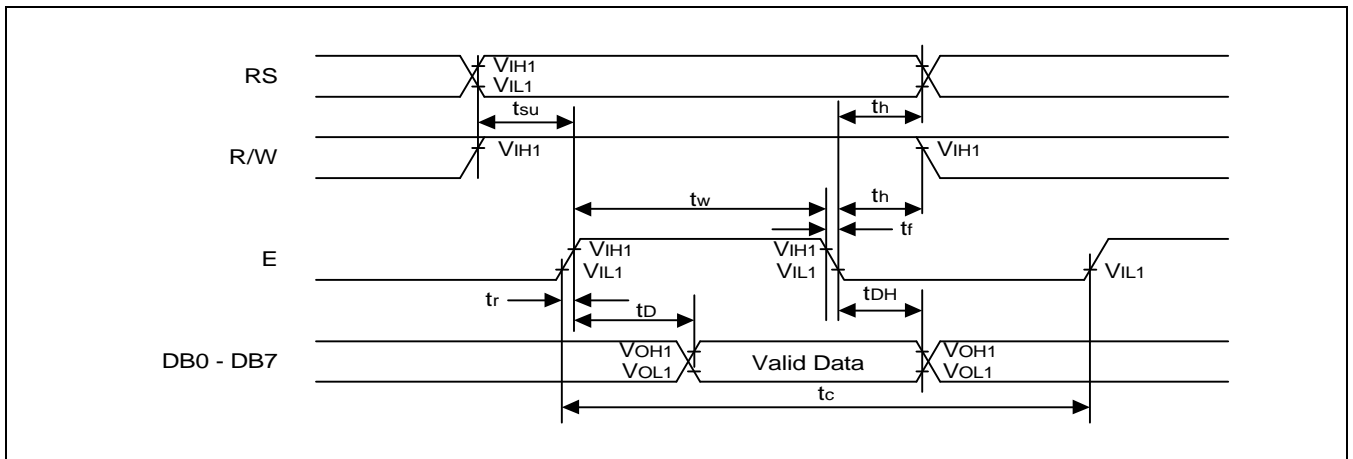 RS
VIH1
VIL1
tsu
th
R/W
VIH1
VIH1
tw
th
tf
E
VIH1
VIL1
VIH1
VIL1
VIL1
tr
tD
tDH
DB0 - DB7
VOH1
VOL1
Valid Data
VOH1
VOL1
tc